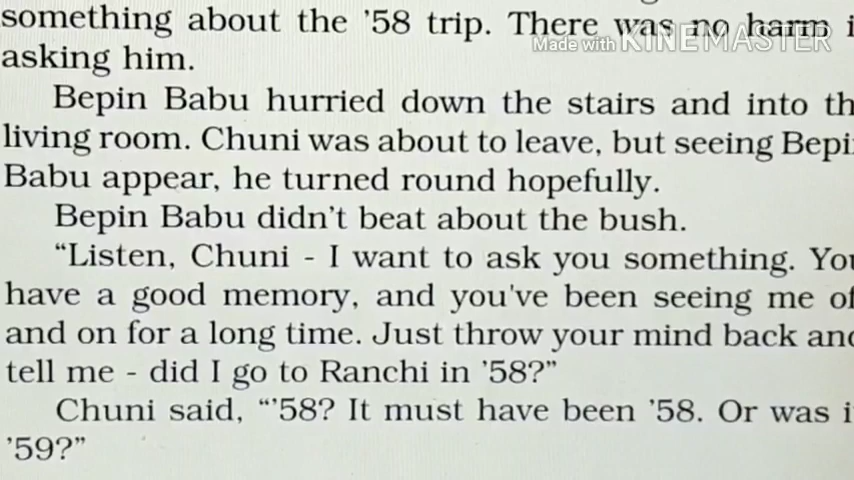 something about the '58 trip. There was no harm i
Made with KINEMASTER
asking him.
Bepin Babu hurried down the stairs and into th
living room. Chuni was about to leave, but seeing Bepi
Babu appear, he turned round hopefully.
Bepin Babu didn't beat about the bush.
“Listen, Chuni - I want to ask you something. You
have a good memory, and you've been seeing me of
and on for a long time. Just throw your mind back and
tell me - did I go to Ranchi in '58?”
Chuni said, “'58? It must have been '58. Or was i
'59?”